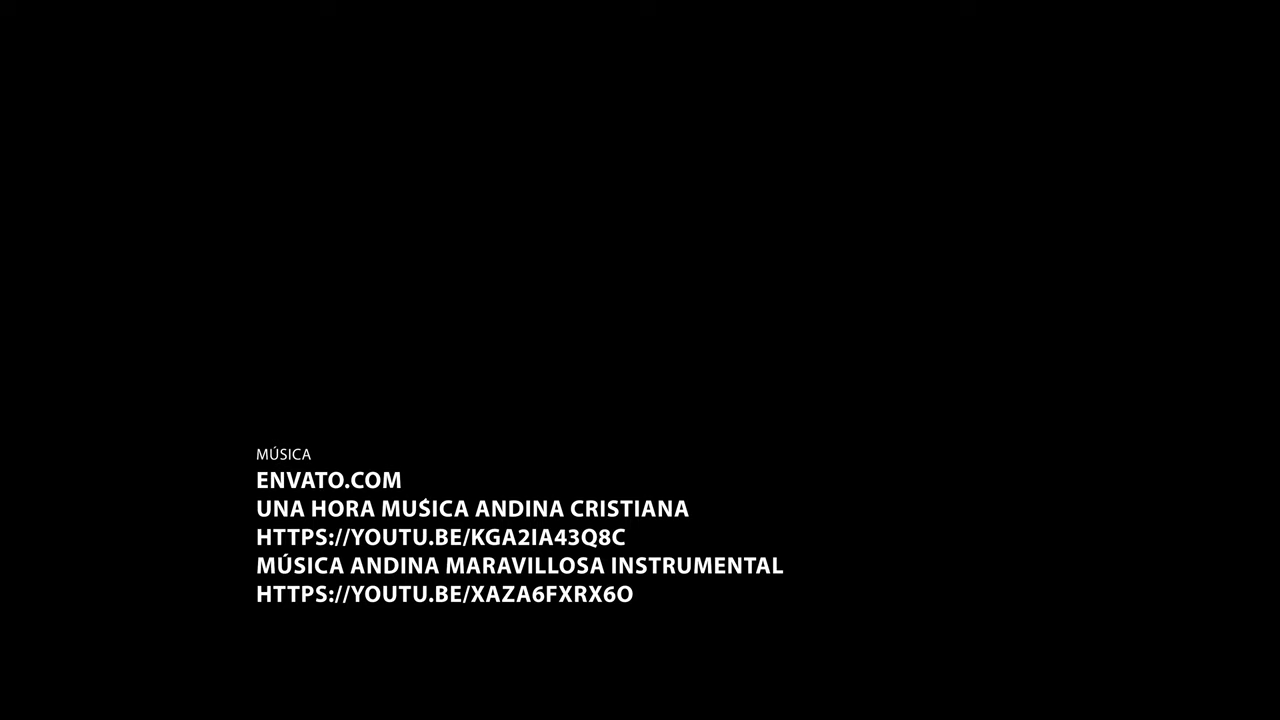 MÚSICA
ENVATO.COM
UNA HORA MUŚICA ANDINA CRISTIANA
HTTPS://YOUTU.BE/KGA2IA43Q8C
MÚSICA ANDINA MARAVILLOSA INSTRUMENTAL
HTTPS://YOUTU.BE/XAZA6FXRX6O